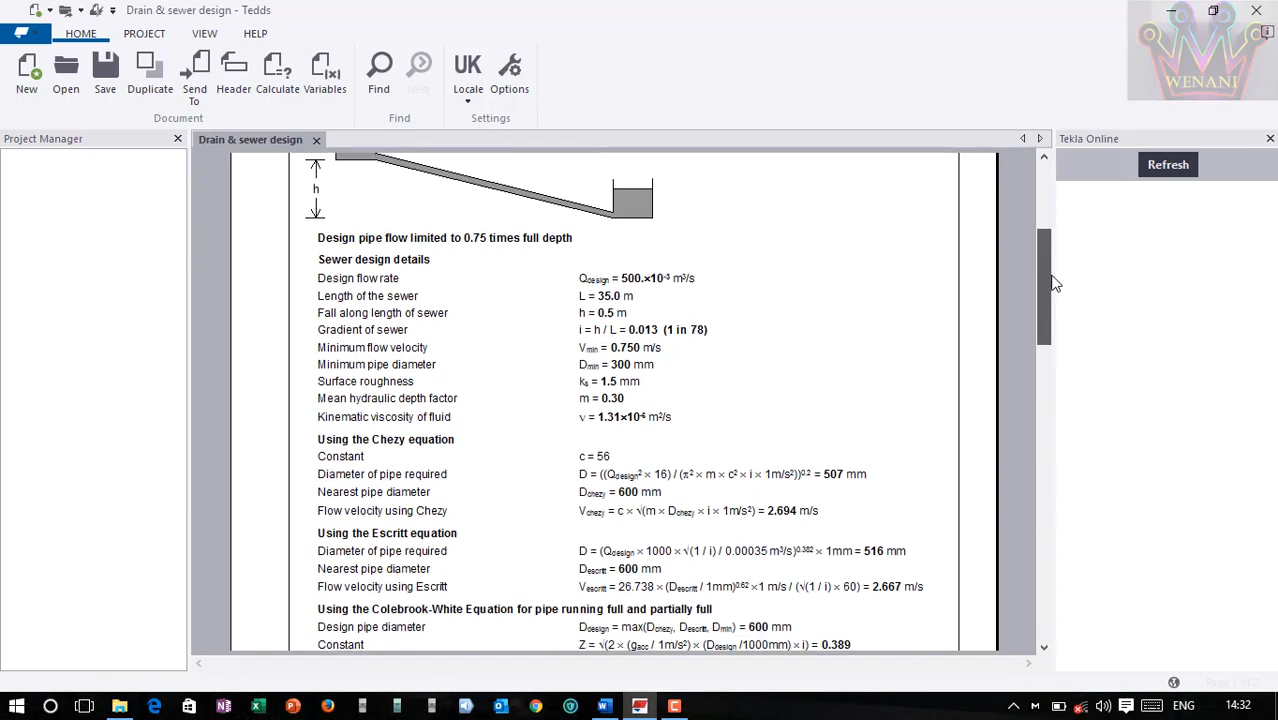 Drain & sewer design - Tedds
HOME PROJECT VIEW HELP
New Open Save Duplicate Send To Header Calculate Variables Find Next UK Locale Options
Document Find Settings
WENANI
Project Manager
Drain & sewer design
Tekla Online
Refresh
h
Design pipe flow limited to 0.75 times full depth
Sewer design details
Design flow rate Qdesign = 500.×10-3 m3/s
Length of the sewer L = 35.0 m
Fall along length of sewer h = 0.5 m
Gradient of sewer i = h / L = 0.013 (1 in 78)
Minimum flow velocity Vmin = 0.750 m/s
Minimum pipe diameter Dmin = 300 mm
Surface roughness ks = 1.5 mm
Mean hydraulic depth factor m = 0.30
Kinematic viscosity of fluid ν = 1.31×10-6 m2/s
Using the Chezy equation
Constant c = 56
Diameter of pipe required D = ((Qdesign2 × 16) / (π2 × m × c2 × i × 1m/s2))0.2 = 507 mm
Nearest pipe diameter Dchezy = 600 mm
Flow velocity using Chezy Vchezy = c × √(m × Dchezy × i × 1m/s2) = 2.694 m/s
Using the Escritt equation
Diameter of pipe required D = (Qdesign × 1000 × √(1 / i) / 0.00035 m3/s)0.382 × 1mm = 516 mm
Nearest pipe diameter Descritt = 600 mm
Flow velocity using Escritt Vescritt = 26.738 × (Descritt / 1mm)0.62 ×1 m/s / (√(1 / i) × 60) = 2.667 m/s
Using the Colebrook-White Equation for pipe running full and partially full
Design pipe diameter Ddesign = max(Dchezy, Descritt, Dmin) = 600 mm
Constant Z = √(2 × (gacc / 1m/s2) × (Ddesign /1000mm) × i) = 0.389
Page 1 of 2
ENG 14:32